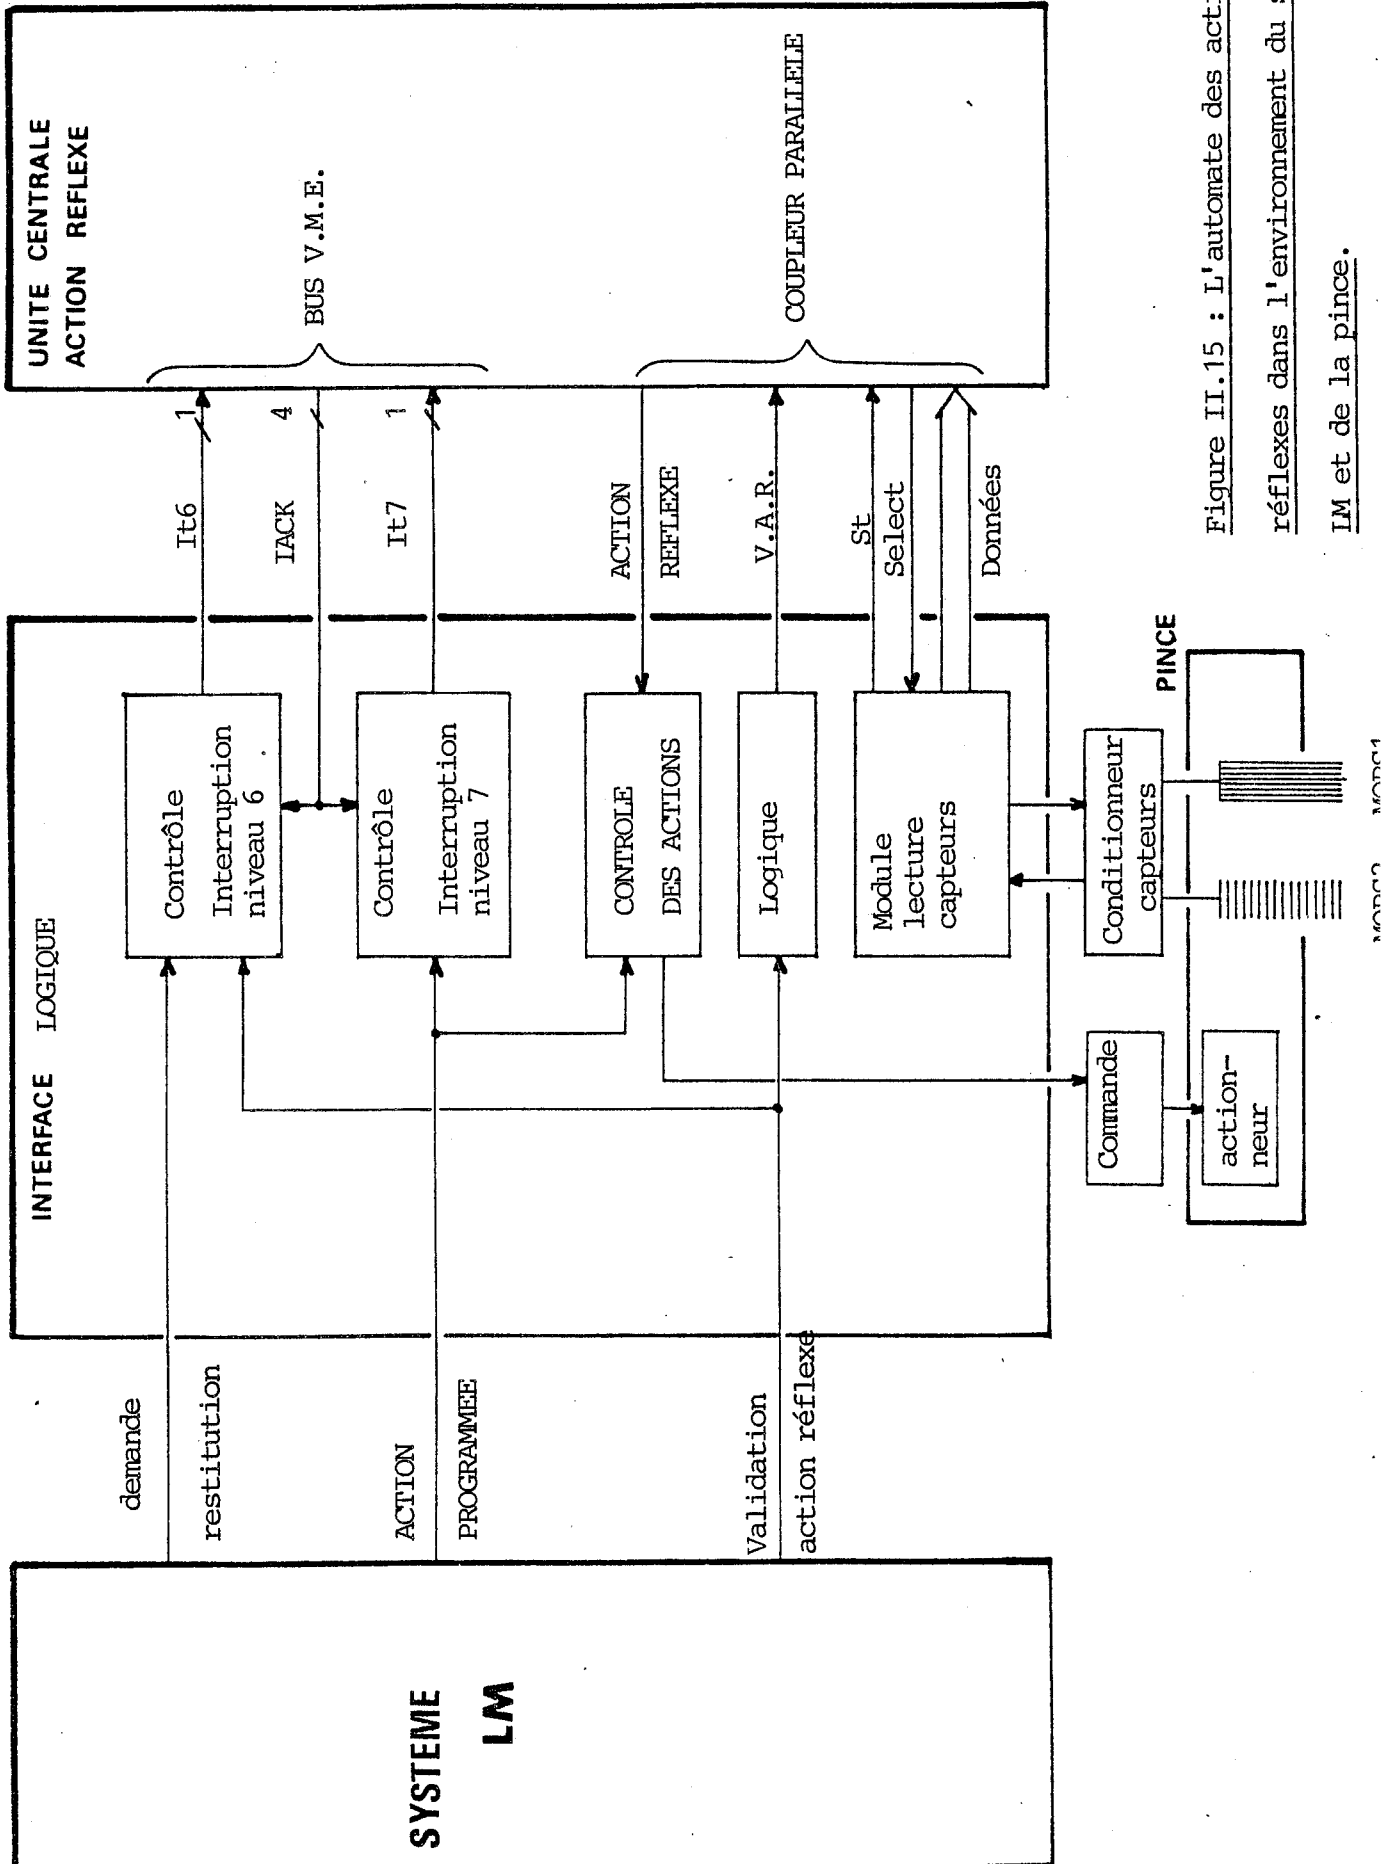 UNITE CENTRALE
ACTION REFLEXE
BUS V.M.E.
COUPLEUR PARALLELE
1
4
1
It6
IACK
It7
ACTION
REFLEXE
V.A.R.
St
Select
Données
INTERFACE LOGIQUE
Contrôle
Interruption
niveau 6
Contrôle
Interruption
niveau 7
CONTROLE
DES ACTIONS
Logique
Module
lecture
capteurs
PINCE
Conditionneur
capteurs
Commande
action-
neur
demande
restitution
ACTION
PROGRAMMEE
Validation
action réflexe
SYSTEME
LM
Figure II.15 : L'automate des
réflexes dans l'environnement du
LM et de la pince.